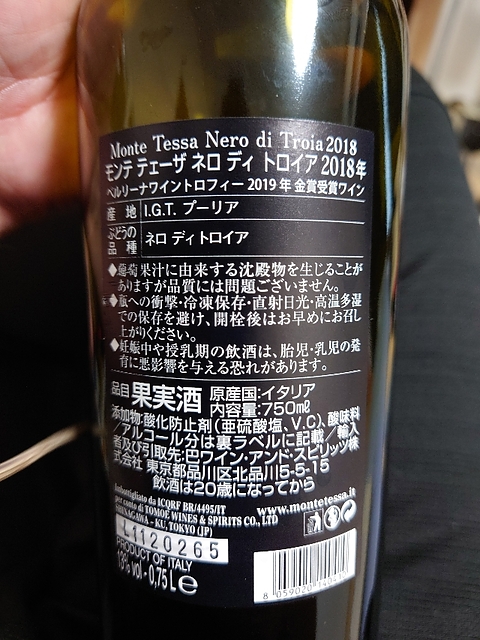 Monte Tessa Nero di Troia 2018
モンテ テェーザ ネロ ディ トロイア 2018年
ベルリーナワイントロフィー 2019年 金賞受賞ワイン
産地 I.G.T. プーリア
ぶどうの品種 ネロ ディトロイア
◆葡萄果汁に由来する沈殿物を生じることが
ありますが品質には問題ございません。
◆瓶への衝撃・冷凍保存・直射日光・高温多湿
での保存を避け、開栓後はお早めにお召し
上がりください。
◆妊娠中や授乳期の飲酒は、胎児・乳児の発
育に悪影響を与える恐れがあります。
品目 果実酒 原産国:イタリア
内容量:750㎖
添加物:酸化防止剤(亜硫酸塩、V.C)、酸味料
/アルコール分は裏ラベルに記載/輸入
者及び引取先:巴ワイン・アンド・スピリッツ株
式会社 東京都品川区北品川5-5-15
飲酒は20歳になってから
Imbottigliato da ICQRF BR/4495/IT
per conto di TOMOE WINES & SPIRITS CO., LTD
SHINAGAWA - KU, TOKYO (JP)
www.montetessa.it
L1120265
PRODUCT OF ITALY
13% vol - 0,75L e
8 059020